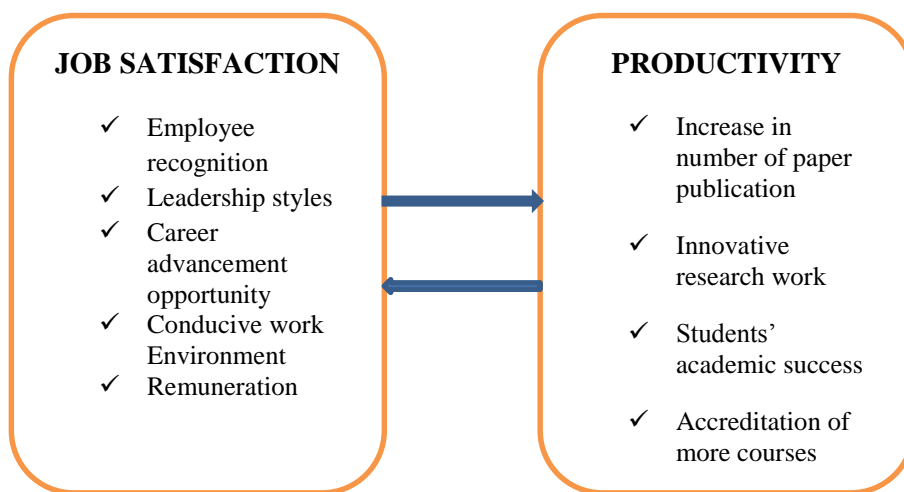 JOB SATISFACTION
✓ Employee
recognition
✓ Leadership styles
✓ Career
advancement
opportunity
✓ Conducive work
Environment
✓ Remuneration
PRODUCTIVITY
✓ Increase in
number of paper
publication
✓ Innovative
research work
✓ Students’
academic success
✓ Accreditation of
more courses